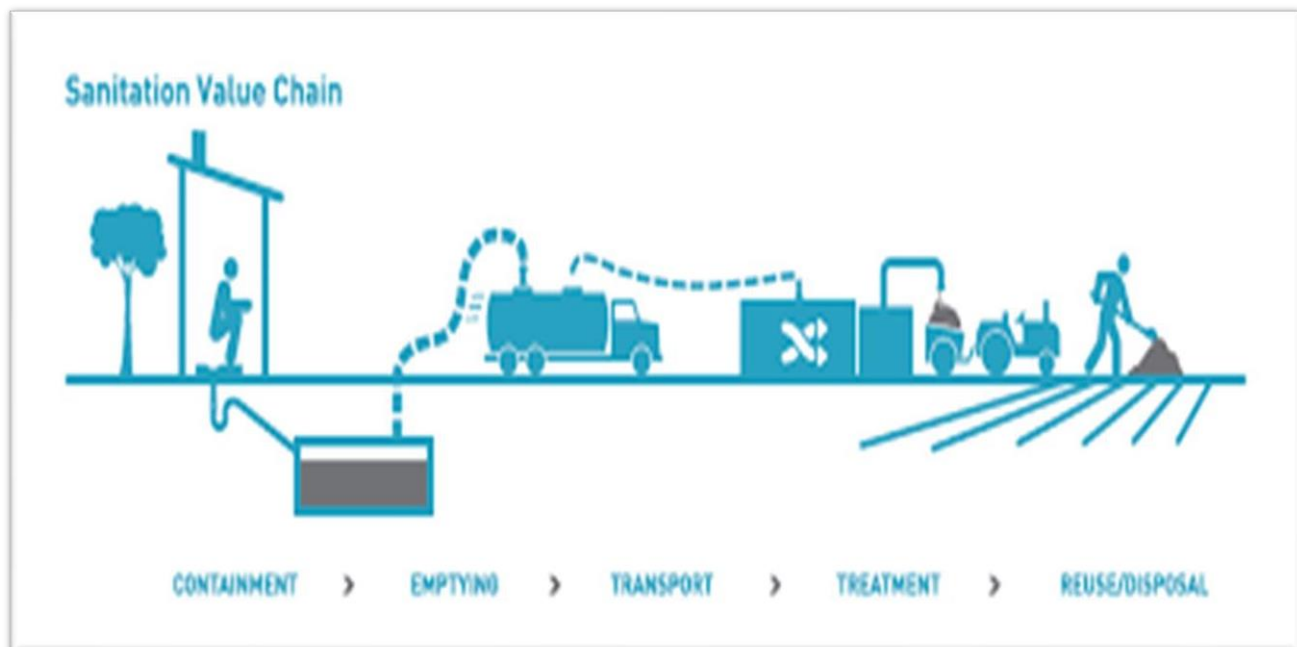 Sanitation Value Chain
CONTAINMENT > EMPTYING > TRANSPORT > TREATMENT > REUSE/DISPOSAL